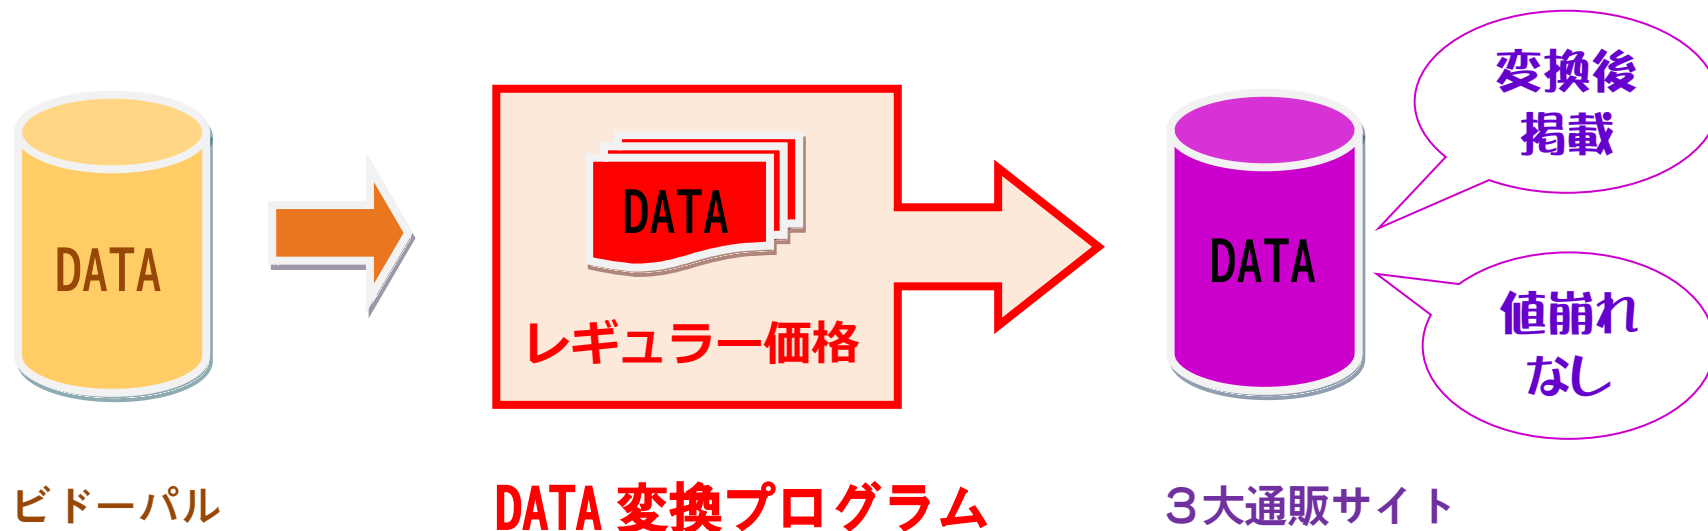 変換後
掲載
DATA
DATA
DATA
レギュラー価格
値崩れ
なし
ビドーパル
DATA 変換プログラム
３大通販サイト